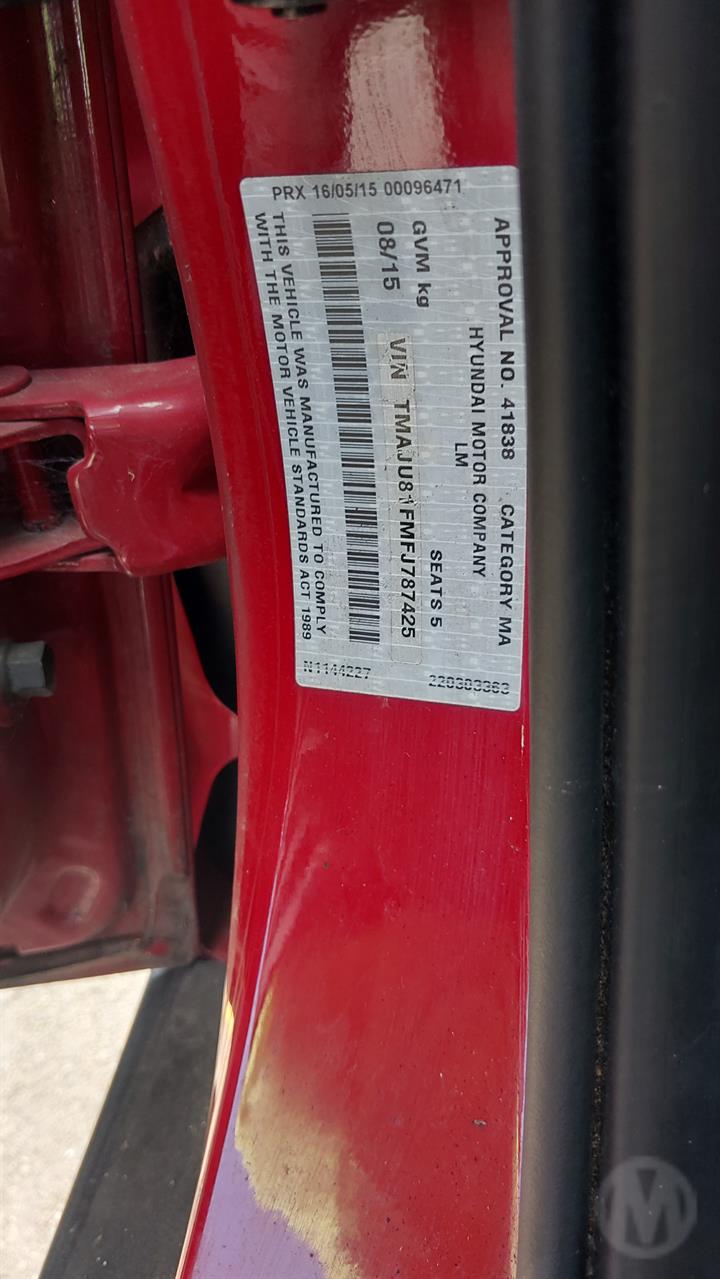 PRX 16/05/15 00096471
APPROVAL NO. 41838 CATEGORY MA
HYUNDAI MOTOR COMPANY
LM
GVM kg SEATS 5
08/15 VIN TMAJU81FMFJ787425
THIS VEHICLE WAS MANUFACTURED TO COMPLY
WITH THE MOTOR VEHICLE STANDARDS ACT 1989
N1144227
220303363
M